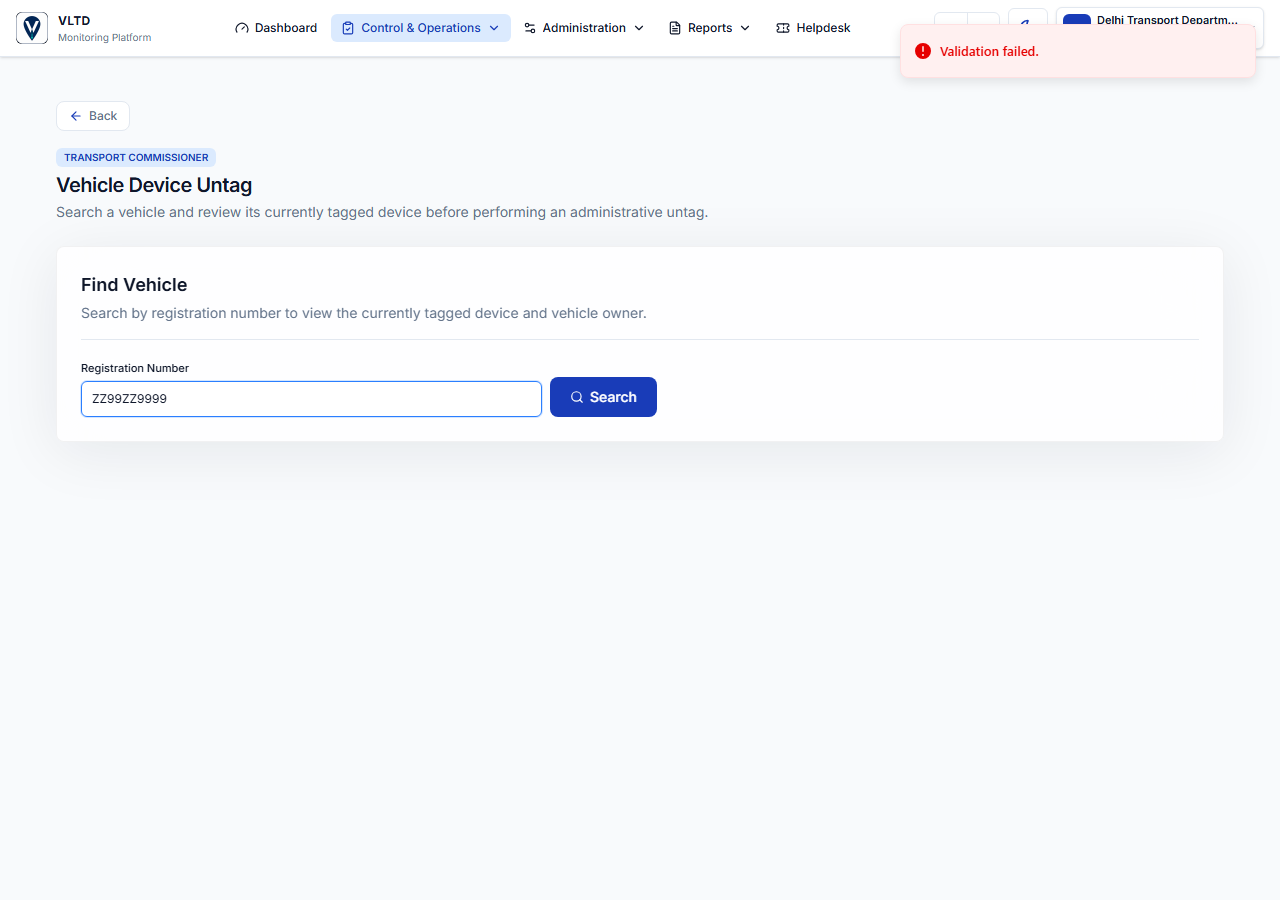 VLTD
Monitoring Platform
Dashboard
Control & Operations
Administration
Reports
Helpdesk
Delhi Transport Departm...
Validation failed.
Back
TRANSPORT COMMISSIONER
Vehicle Device Untag
Search a vehicle and review its currently tagged device before performing an administrative untag.
Find Vehicle
Search by registration number to view the currently tagged device and vehicle owner.
Registration Number
ZZ99ZZ9999
Search